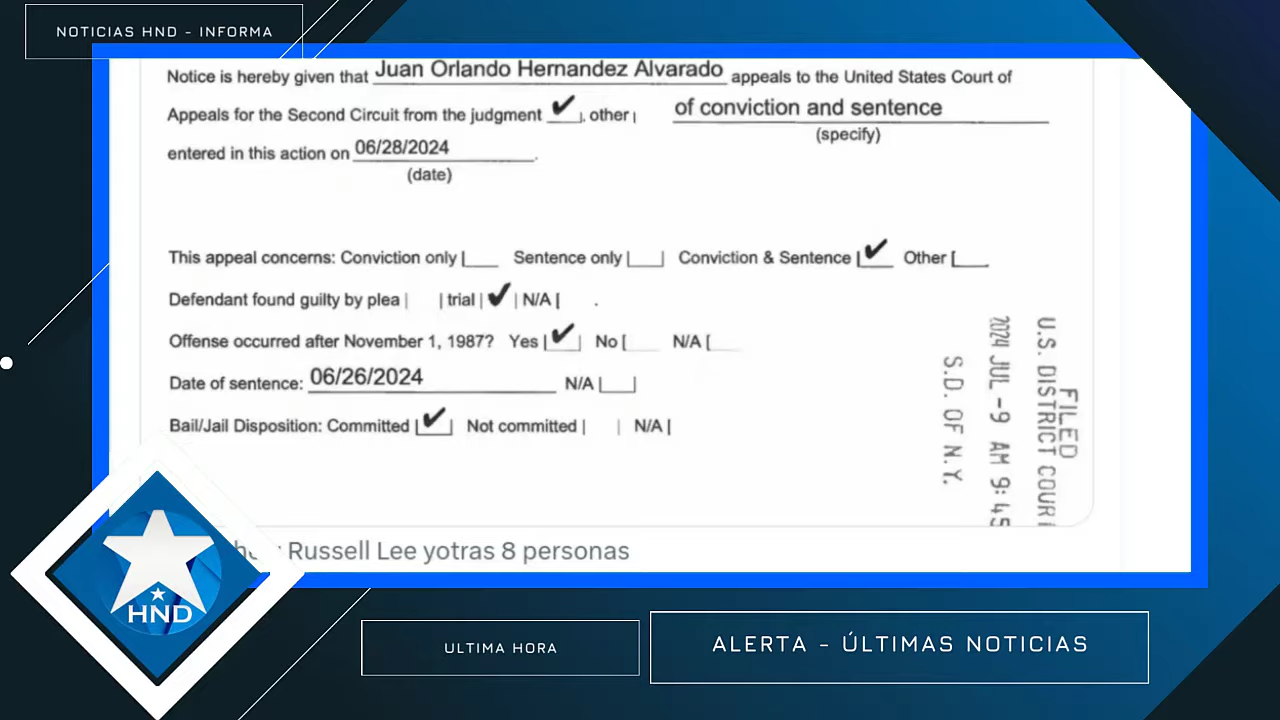 NOTICIAS HND - INFORMA
Notice is hereby given that Juan Orlando Hernandez Alvarado appeals to the United States Court of
Appeals for the Second Circuit from the judgment ✔, other | of conviction and sentence
(specify)
entered in this action on 06/28/2024.
(date)
This appeal concerns: Conviction only |___ Sentence only |___| Conviction & Sentence |✔ Other [___
Defendant found guilty by plea | | trial | ✔ | N/A [ .
Offense occurred after November 1, 1987? Yes | ✔ | No [ N/A [
Date of sentence: 06/26/2024 N/A |___|
Bail/Jail Disposition: Committed | ✔ | Not committed | | N/A |
FILED
U.S. DISTRICT COUR
2024 JUL -9 AM 9:45
S.D. OF N.Y.
Russell Lee yotras 8 personas
HND
ULTIMA HORA
ALERTA - ÚLTIMAS NOTICIAS